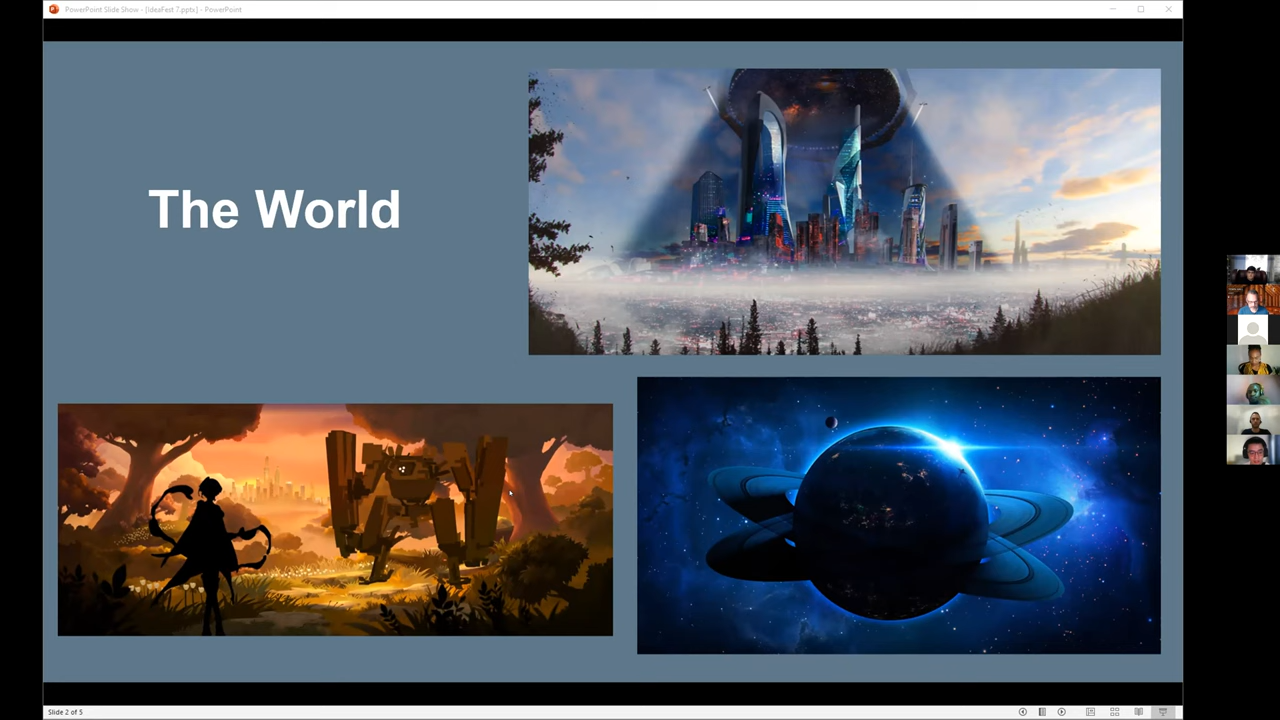 PowerPoint Slide Show - [IdeaFest 7.pptx] - PowerPoint
The World
Slide 2 of 5